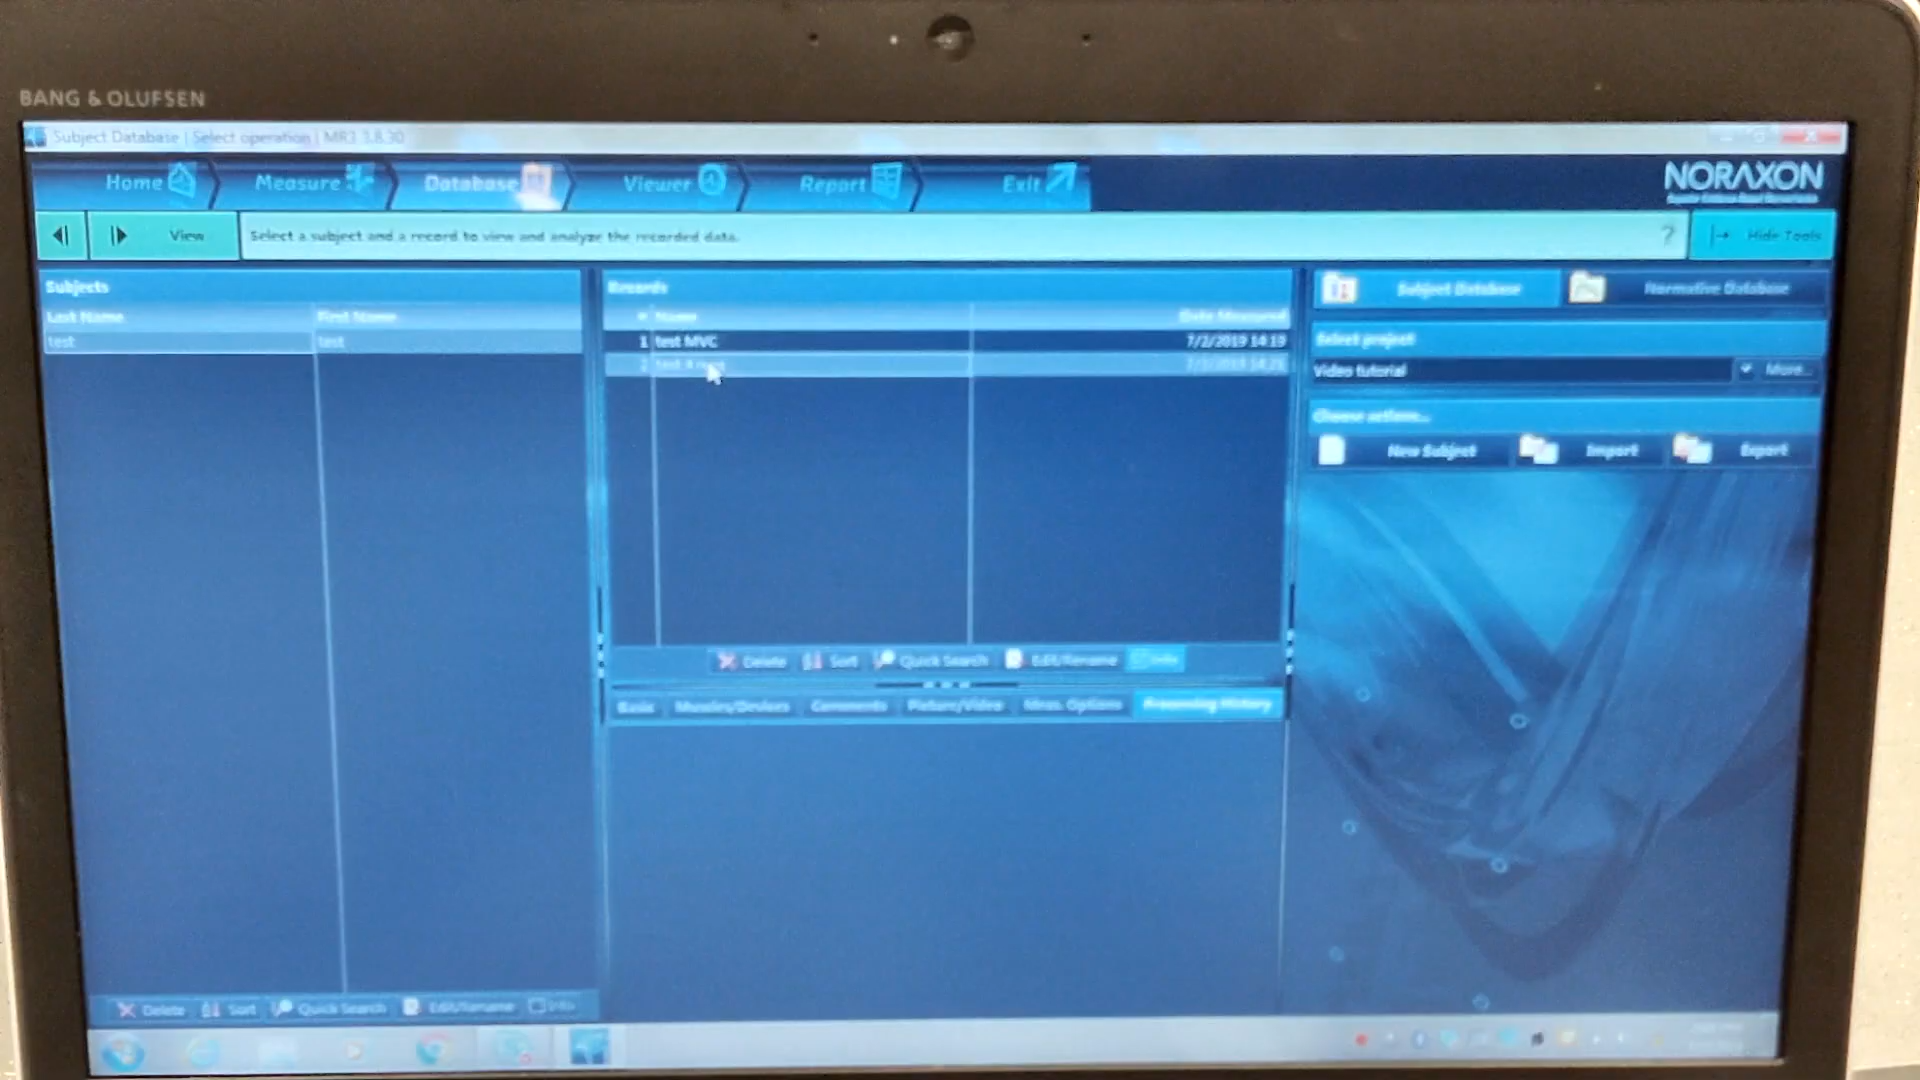 BANG & OLUFSEN
Subject Database | Select operation | MR3 3.8.30
Home
Measure
Database
Viewer
Report
Exit
NORAXON
View
Select a subject and a record to view and analyze the recorded data.
?
Hide Tools
Subjects
Last Name First Name
test test
Delete Sort Quick Search Edit/Rename Info
Records
# Name Date Measured
1 test MVC 7/2/2019 14:19
2 test
Delete Sort Quick Search Edit/Rename Info
Basic Muscles/Devices Comments Picture/Video Meas. Options Processing History
Subject Database Normative Database
Select project
Video tutorial More...
Choose actions...
New Subject Import Export